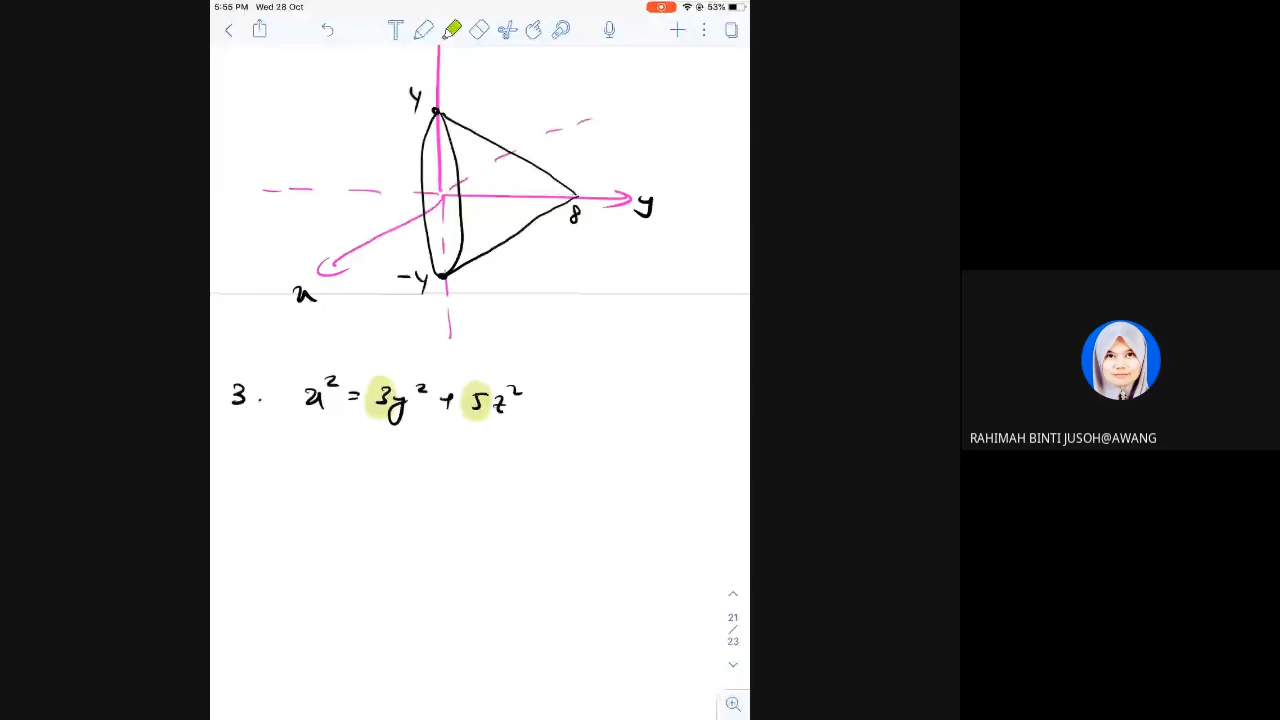 5:55 PM Wed 28 Oct 53%
T
4
8
y
-4
x
3. x² = 3y² + 5z²
RAHIMAH BINTI JUSOH@AWANG
21
/
23